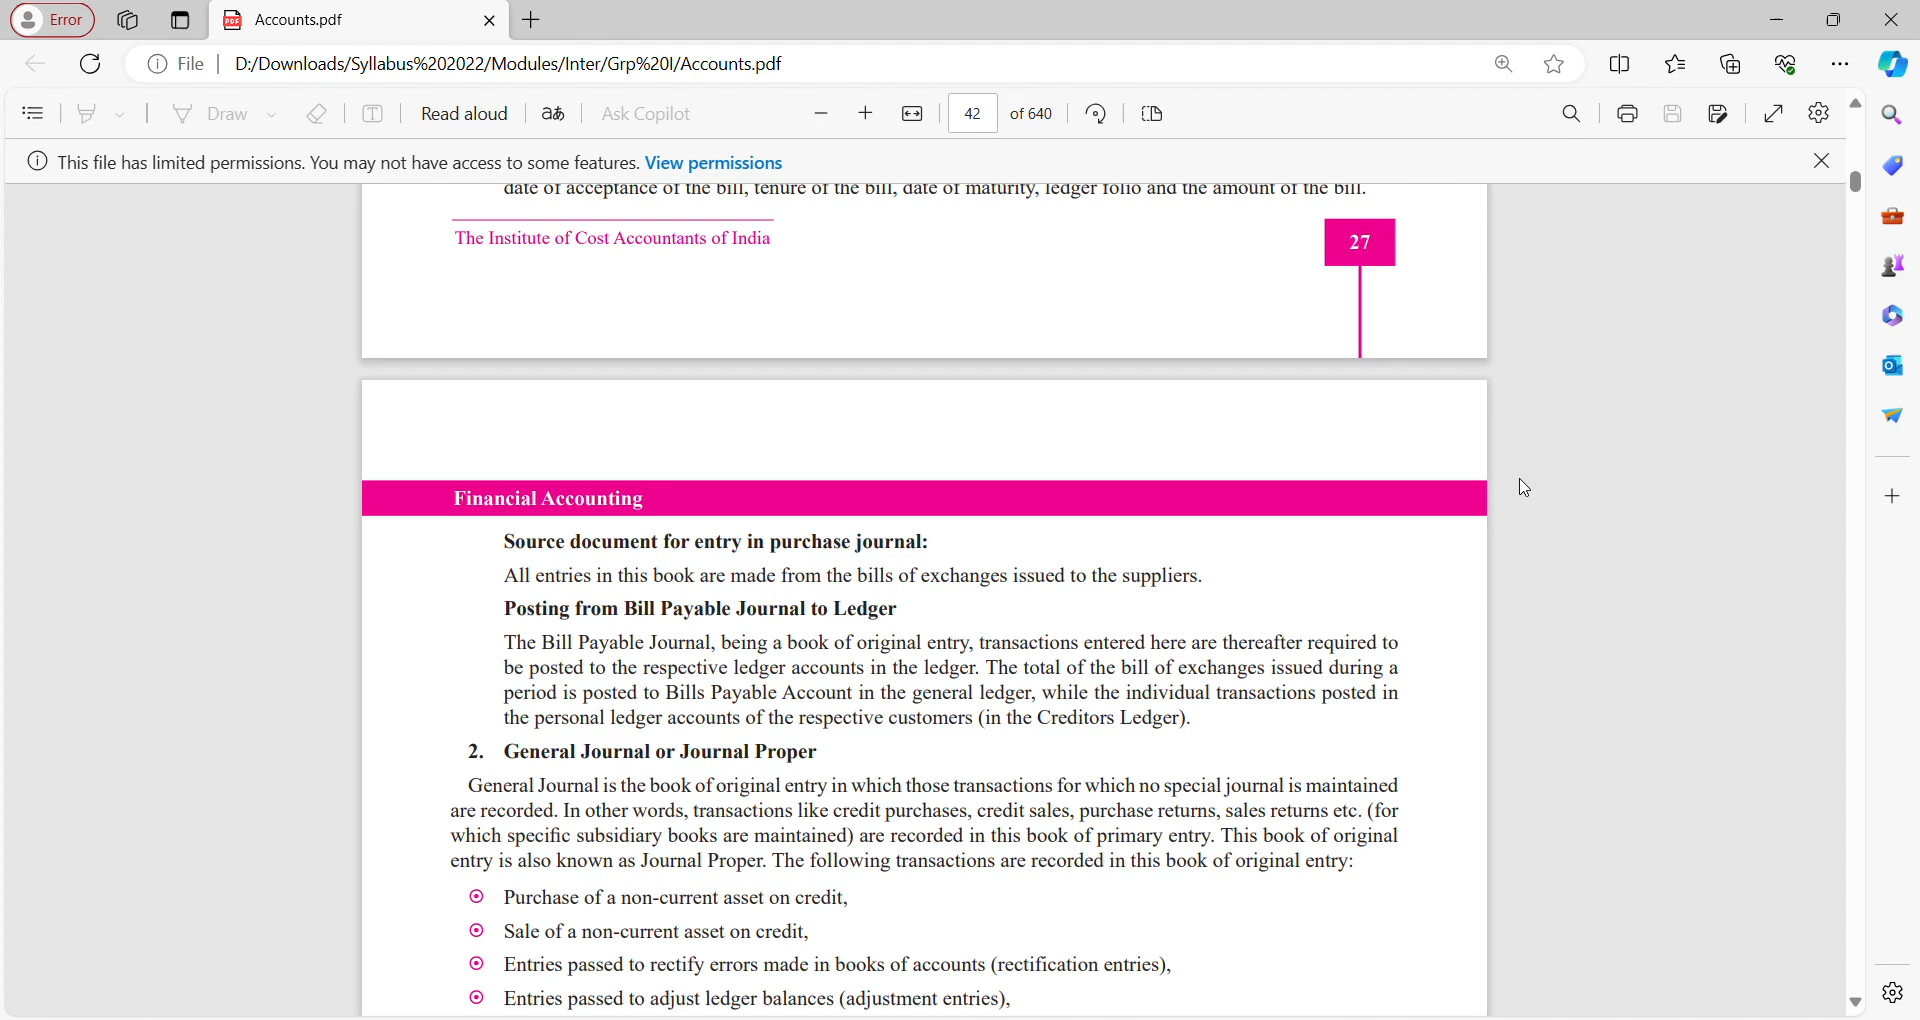 Error
Accounts.pdf
File
D:/Downloads/Syllabus%202022/Modules/Inter/Grp%20I/Accounts.pdf
Draw
Read aloud
aあ
Ask Copilot
42
of 640
This file has limited permissions. You may not have access to some features. View permissions
date of acceptance of the bill, tenure of the bill, date of maturity, ledger folio and the amount of the bill.
The Institute of Cost Accountants of India
27
Financial Accounting
Source document for entry in purchase journal:
All entries in this book are made from the bills of exchanges issued to the suppliers.
Posting from Bill Payable Journal to Ledger
The Bill Payable Journal, being a book of original entry, transactions entered here are thereafter required to
be posted to the respective ledger accounts in the ledger. The total of the bill of exchanges issued during a
period is posted to Bills Payable Account in the general ledger, while the individual transactions posted in
the personal ledger accounts of the respective customers (in the Creditors Ledger).
2. General Journal or Journal Proper
General Journal is the book of original entry in which those transactions for which no special journal is maintained
are recorded. In other words, transactions like credit purchases, credit sales, purchase returns, sales returns etc. (for
which specific subsidiary books are maintained) are recorded in this book of primary entry. This book of original
entry is also known as Journal Proper. The following transactions are recorded in this book of original entry:
Purchase of a non-current asset on credit,
Sale of a non-current asset on credit,
Entries passed to rectify errors made in books of accounts (rectification entries),
Entries passed to adjust ledger balances (adjustment entries),